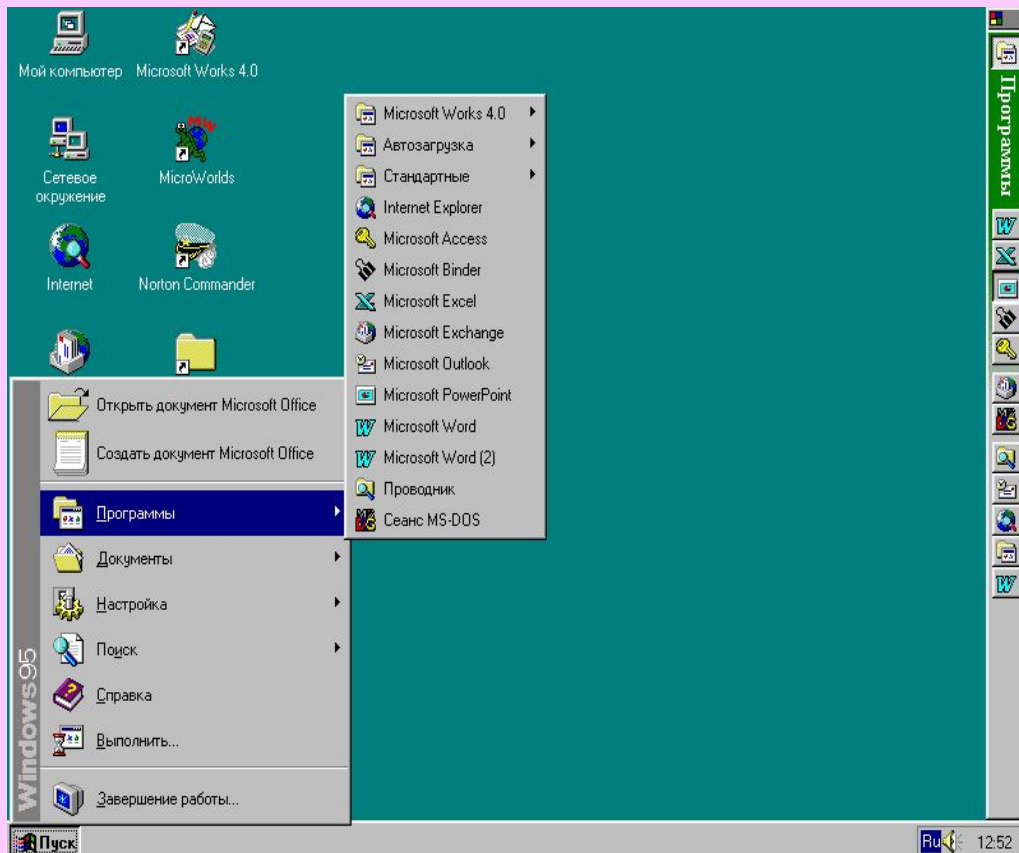 Мой компьютер
Microsoft Works 4.0
Сетевое
окружение
MicroWorlds
Internet
Norton Commander
Открыть документ Microsoft Office
Создать документ Microsoft Office
Программы
Документы
Настройка
Поиск
Справка
Выполнить...
Завершение работы...
Windows95
Microsoft Works 4.0
Автозагрузка
Стандартные
Internet Explorer
Microsoft Access
Microsoft Binder
Microsoft Excel
Microsoft Exchange
Microsoft Outlook
Microsoft PowerPoint
Microsoft Word
Microsoft Word (2)
Проводник
Сеанс MS-DOS
Программы
Пуск
Ru
12:52